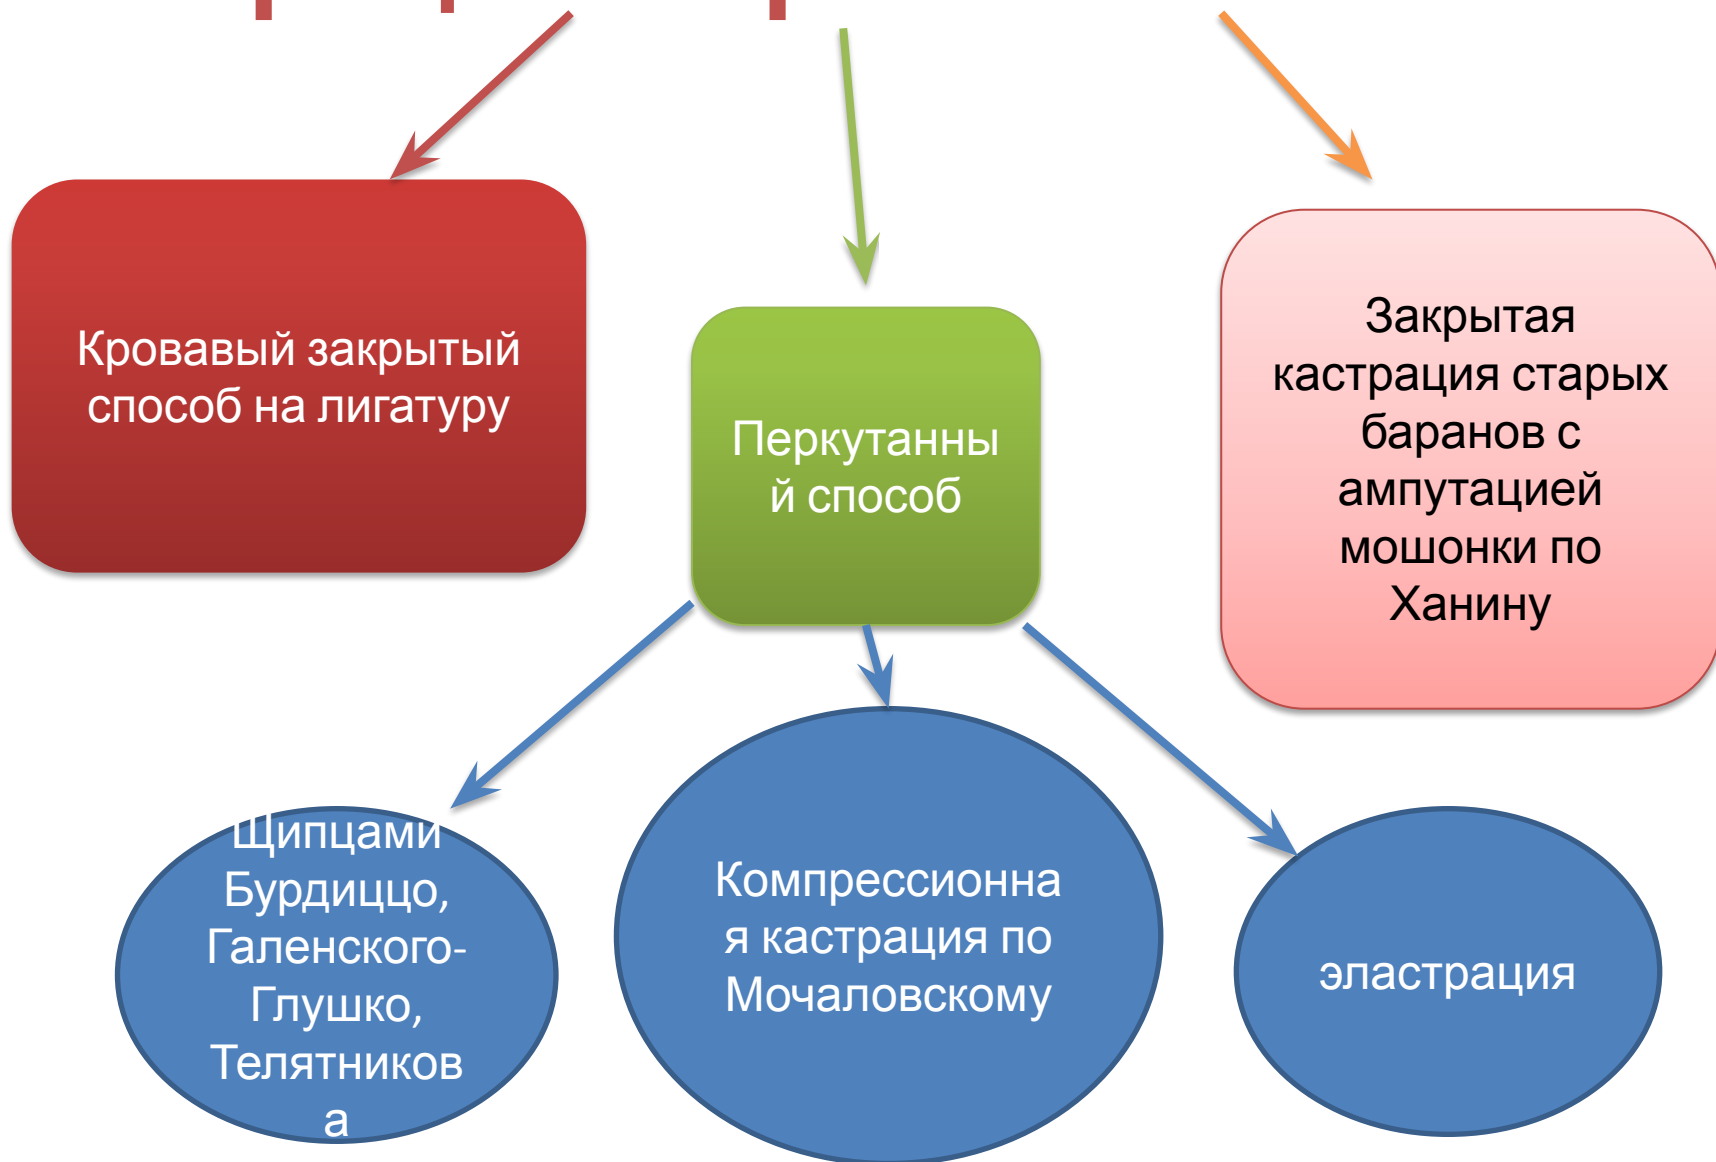 Кровавый закрытый
способ на лигатуру
Перкутанны
й способ
Закрытая
кастрация старых
баранов с
ампутацией
мошонки по
Ханину
Щипцами
Бурдиццо,
Галенского-
Глушко,
Телятников
а
Компрессионна
я кастрация по
Мочаловскому
эластрация